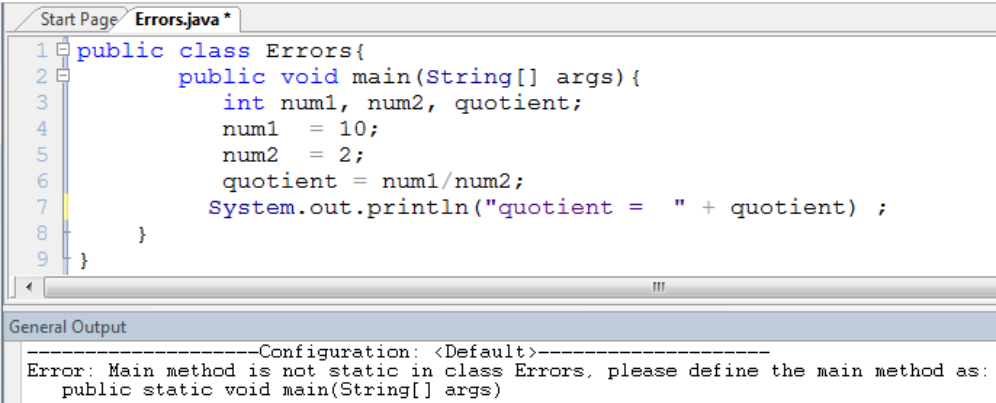 Start Page Errors.java *
1 public class Errors{
2 public void main(String[] args){
3 int num1, num2, quotient;
4 num1  = 10;
5 num2  = 2;
6 quotient = num1/num2;
7 System.out.println("quotient =  " + quotient) ;
8 }
9 }
General Output
--------------------Configuration: <Default>--------------------
Error: Main method is not static in class Errors, please define the main method as:
public static void main(String[] args)